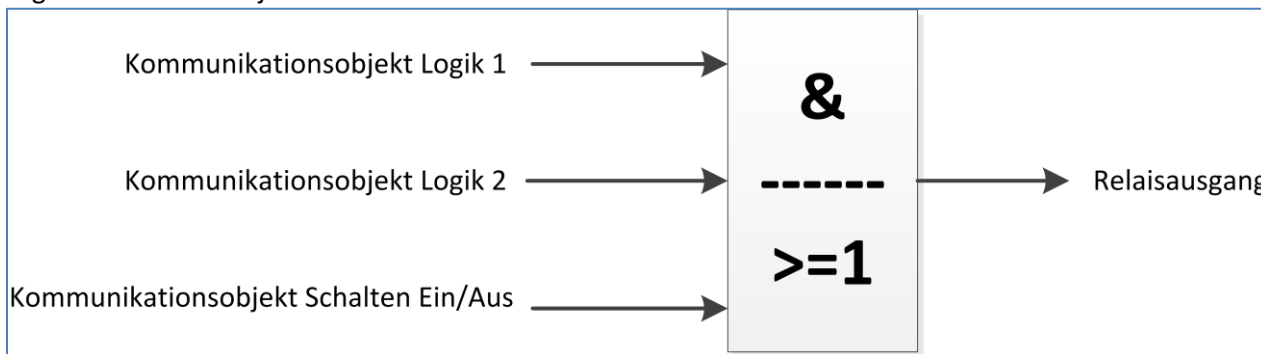 Kommunikationsobjekt Logik 1
&
Kommunikationsobjekt Logik 2
------
Relaisausgang
>=1
Kommunikationsobjekt Schalten Ein/Aus